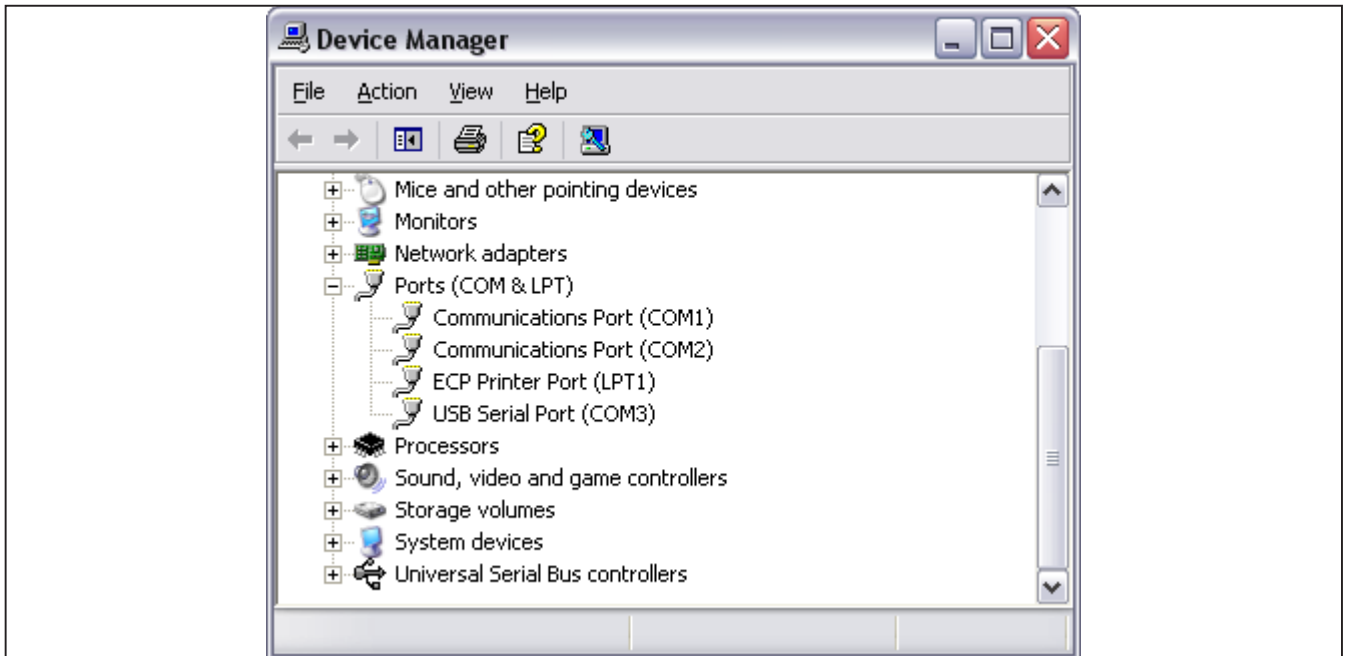 Device Manager
File Action View Help
Mice and other pointing devices
Monitors
Network adapters
Ports (COM & LPT)
Communications Port (COM1)
Communications Port (COM2)
ECP Printer Port (LPT1)
USB Serial Port (COM3)
Processors
Sound, video and game controllers
Storage volumes
System devices
Universal Serial Bus controllers